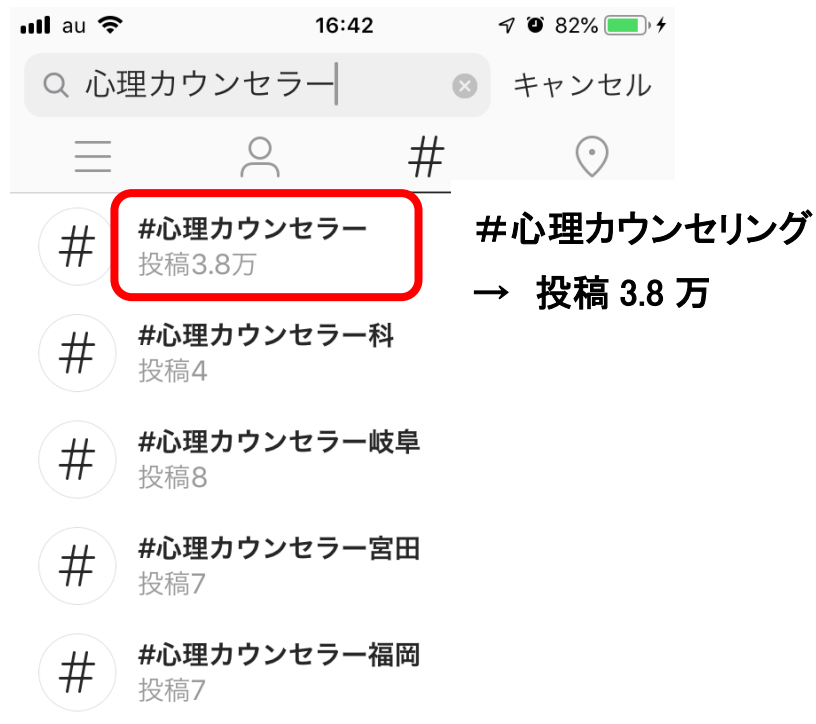 au 16:42 82%
心理カウンセラー キャンセル
#
#心理カウンセラー
投稿3.8万
#心理カウンセラー科
投稿4
#心理カウンセラー岐阜
投稿8
#心理カウンセラー宮田
投稿7
#心理カウンセラー福岡
投稿7
＃心理カウンセリング
→ 投稿 3.8 万